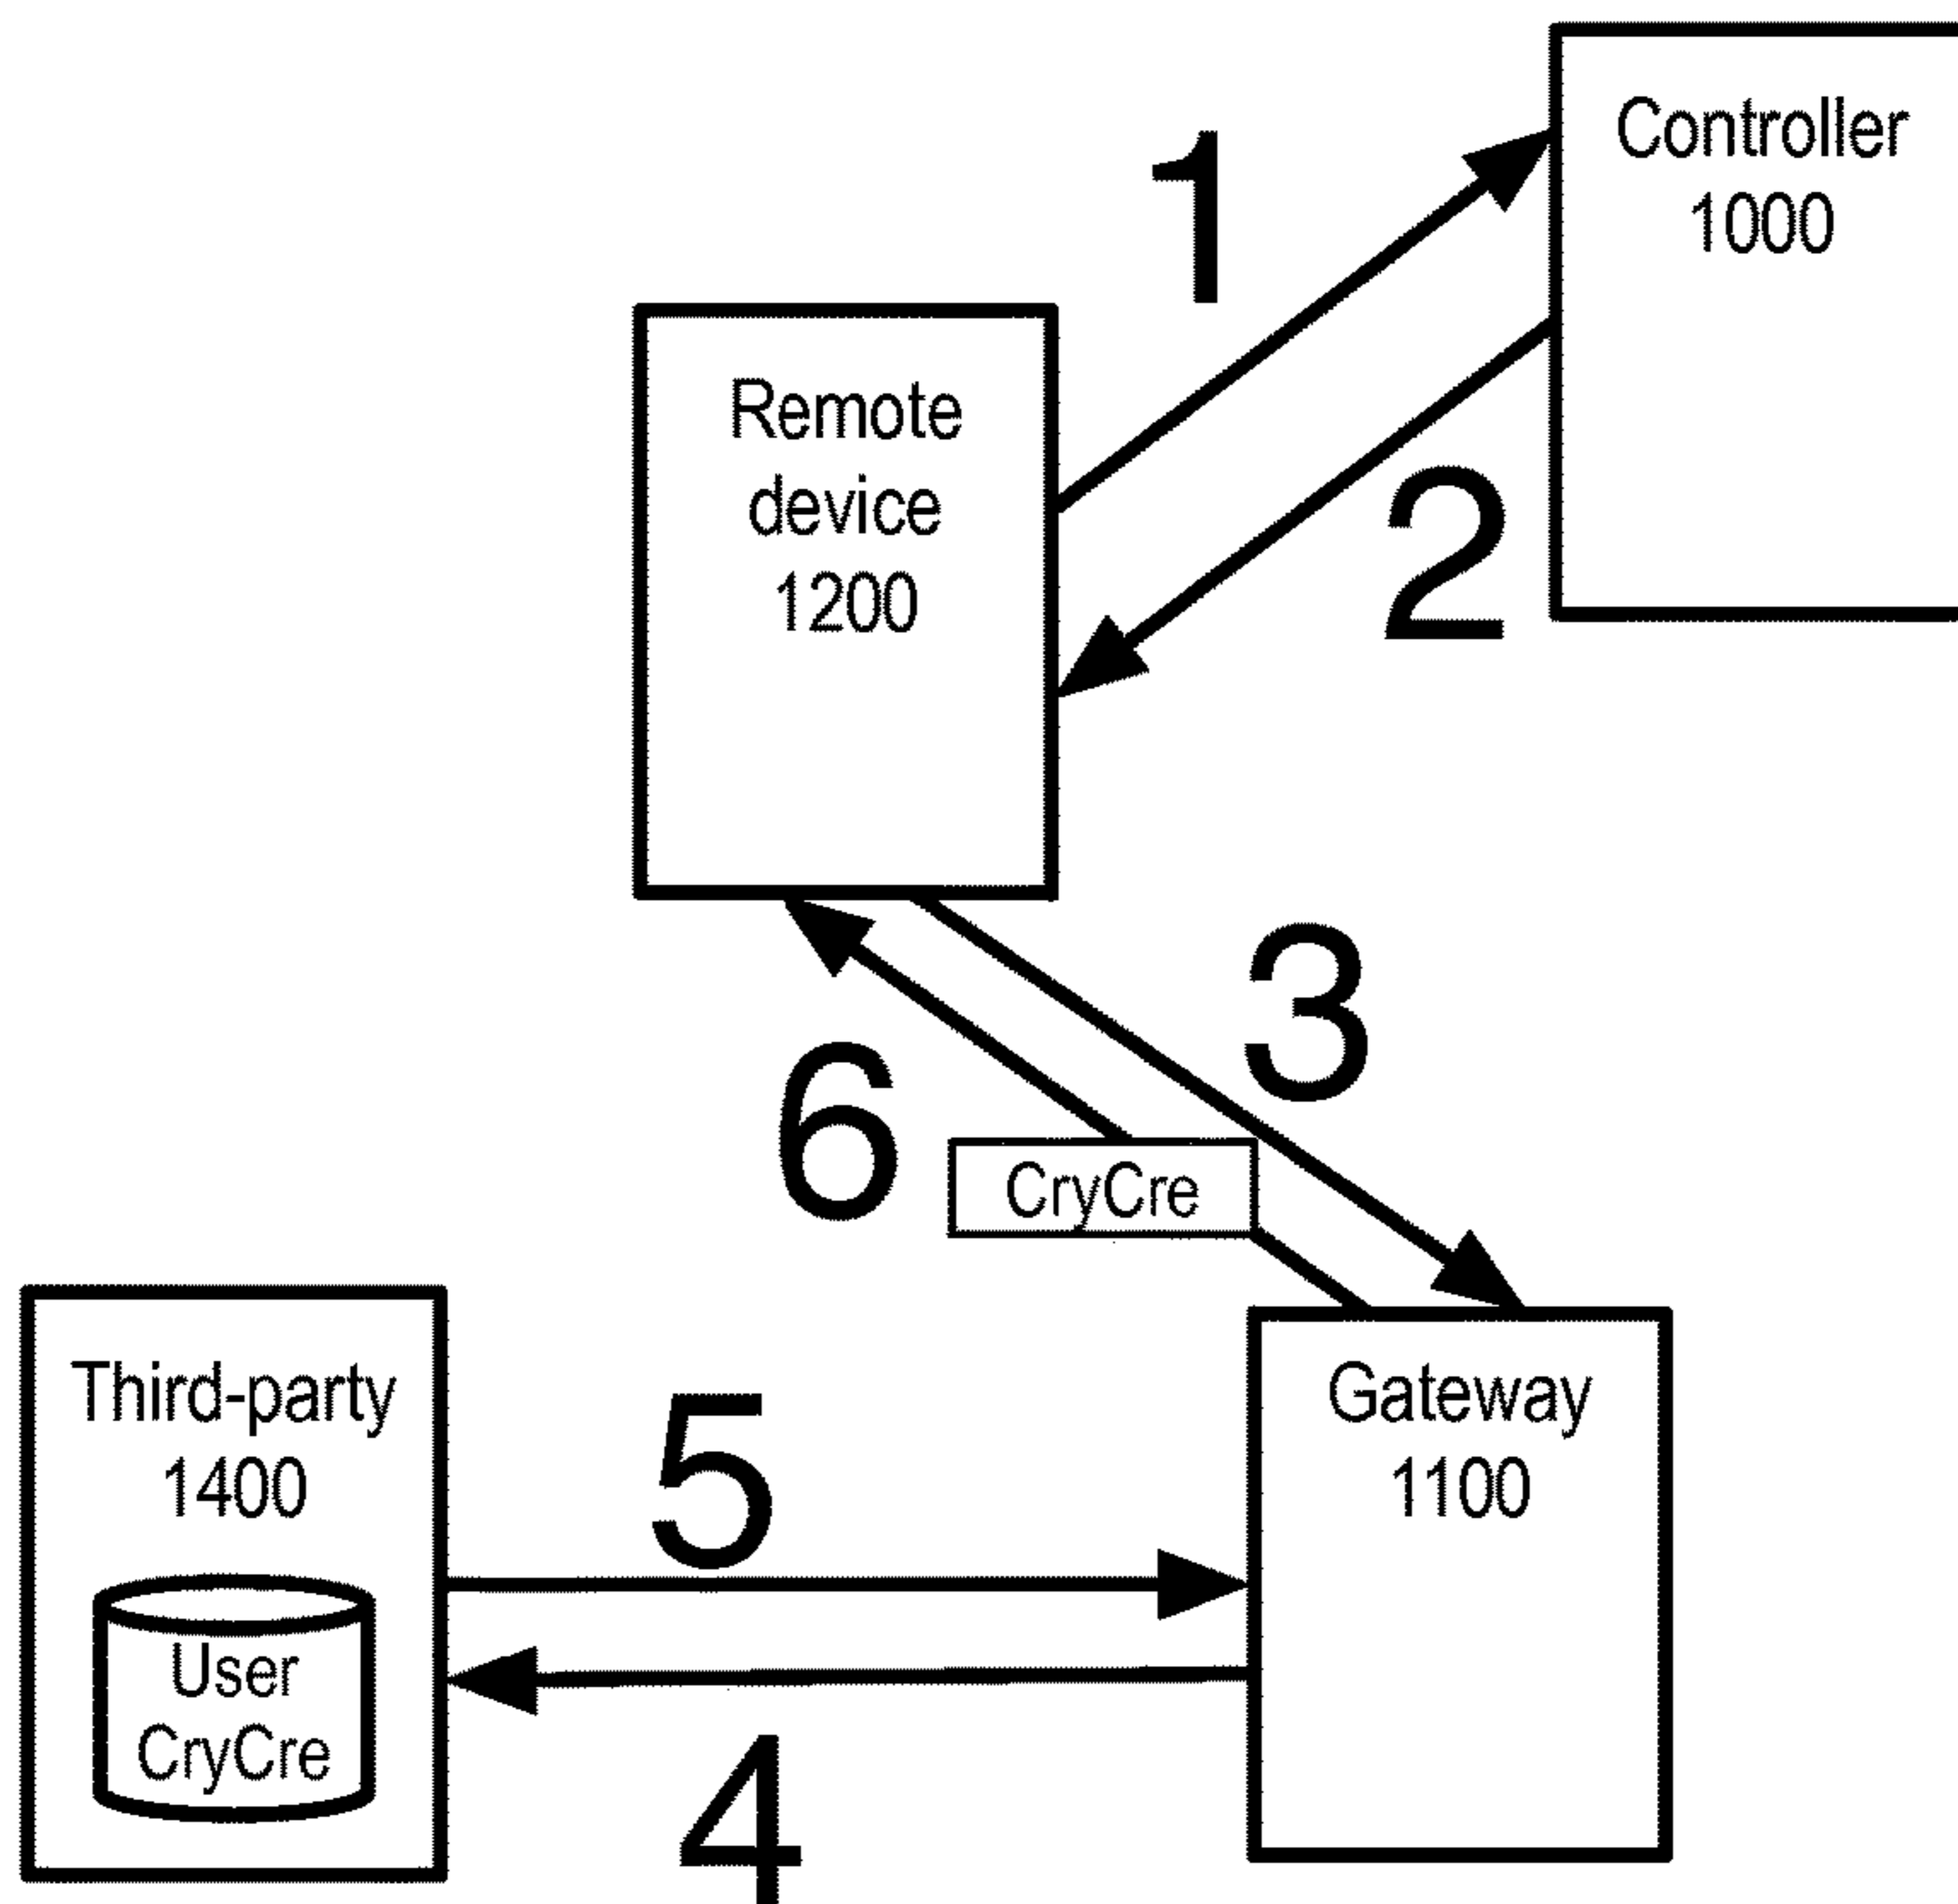 Controller
1000
1
Remote
device
1200
2
3
6
CryCre
Third-party
1400
User
CryCre
5
Gateway
1100
4